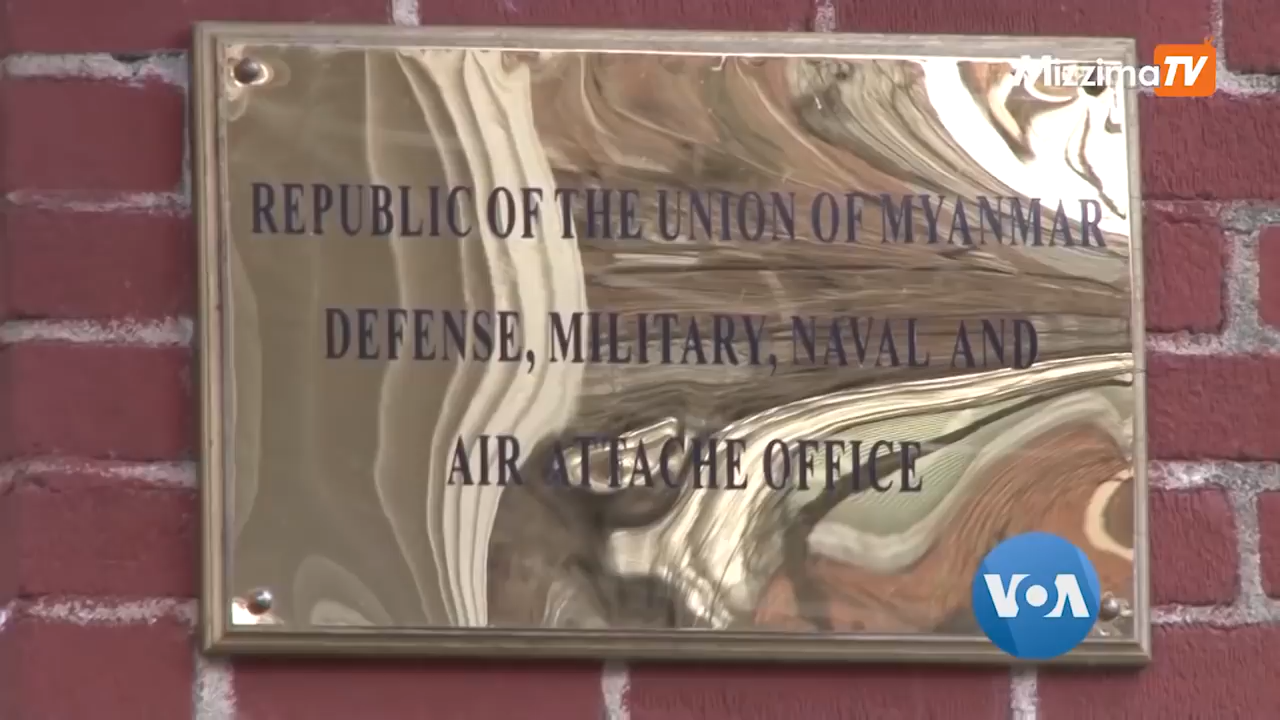 MizzimaTV
REPUBLIC OF THE UNION OF MYANMAR
DEFENSE, MILITARY, NAVAL AND
AIR ATTACHE OFFICE
VOA